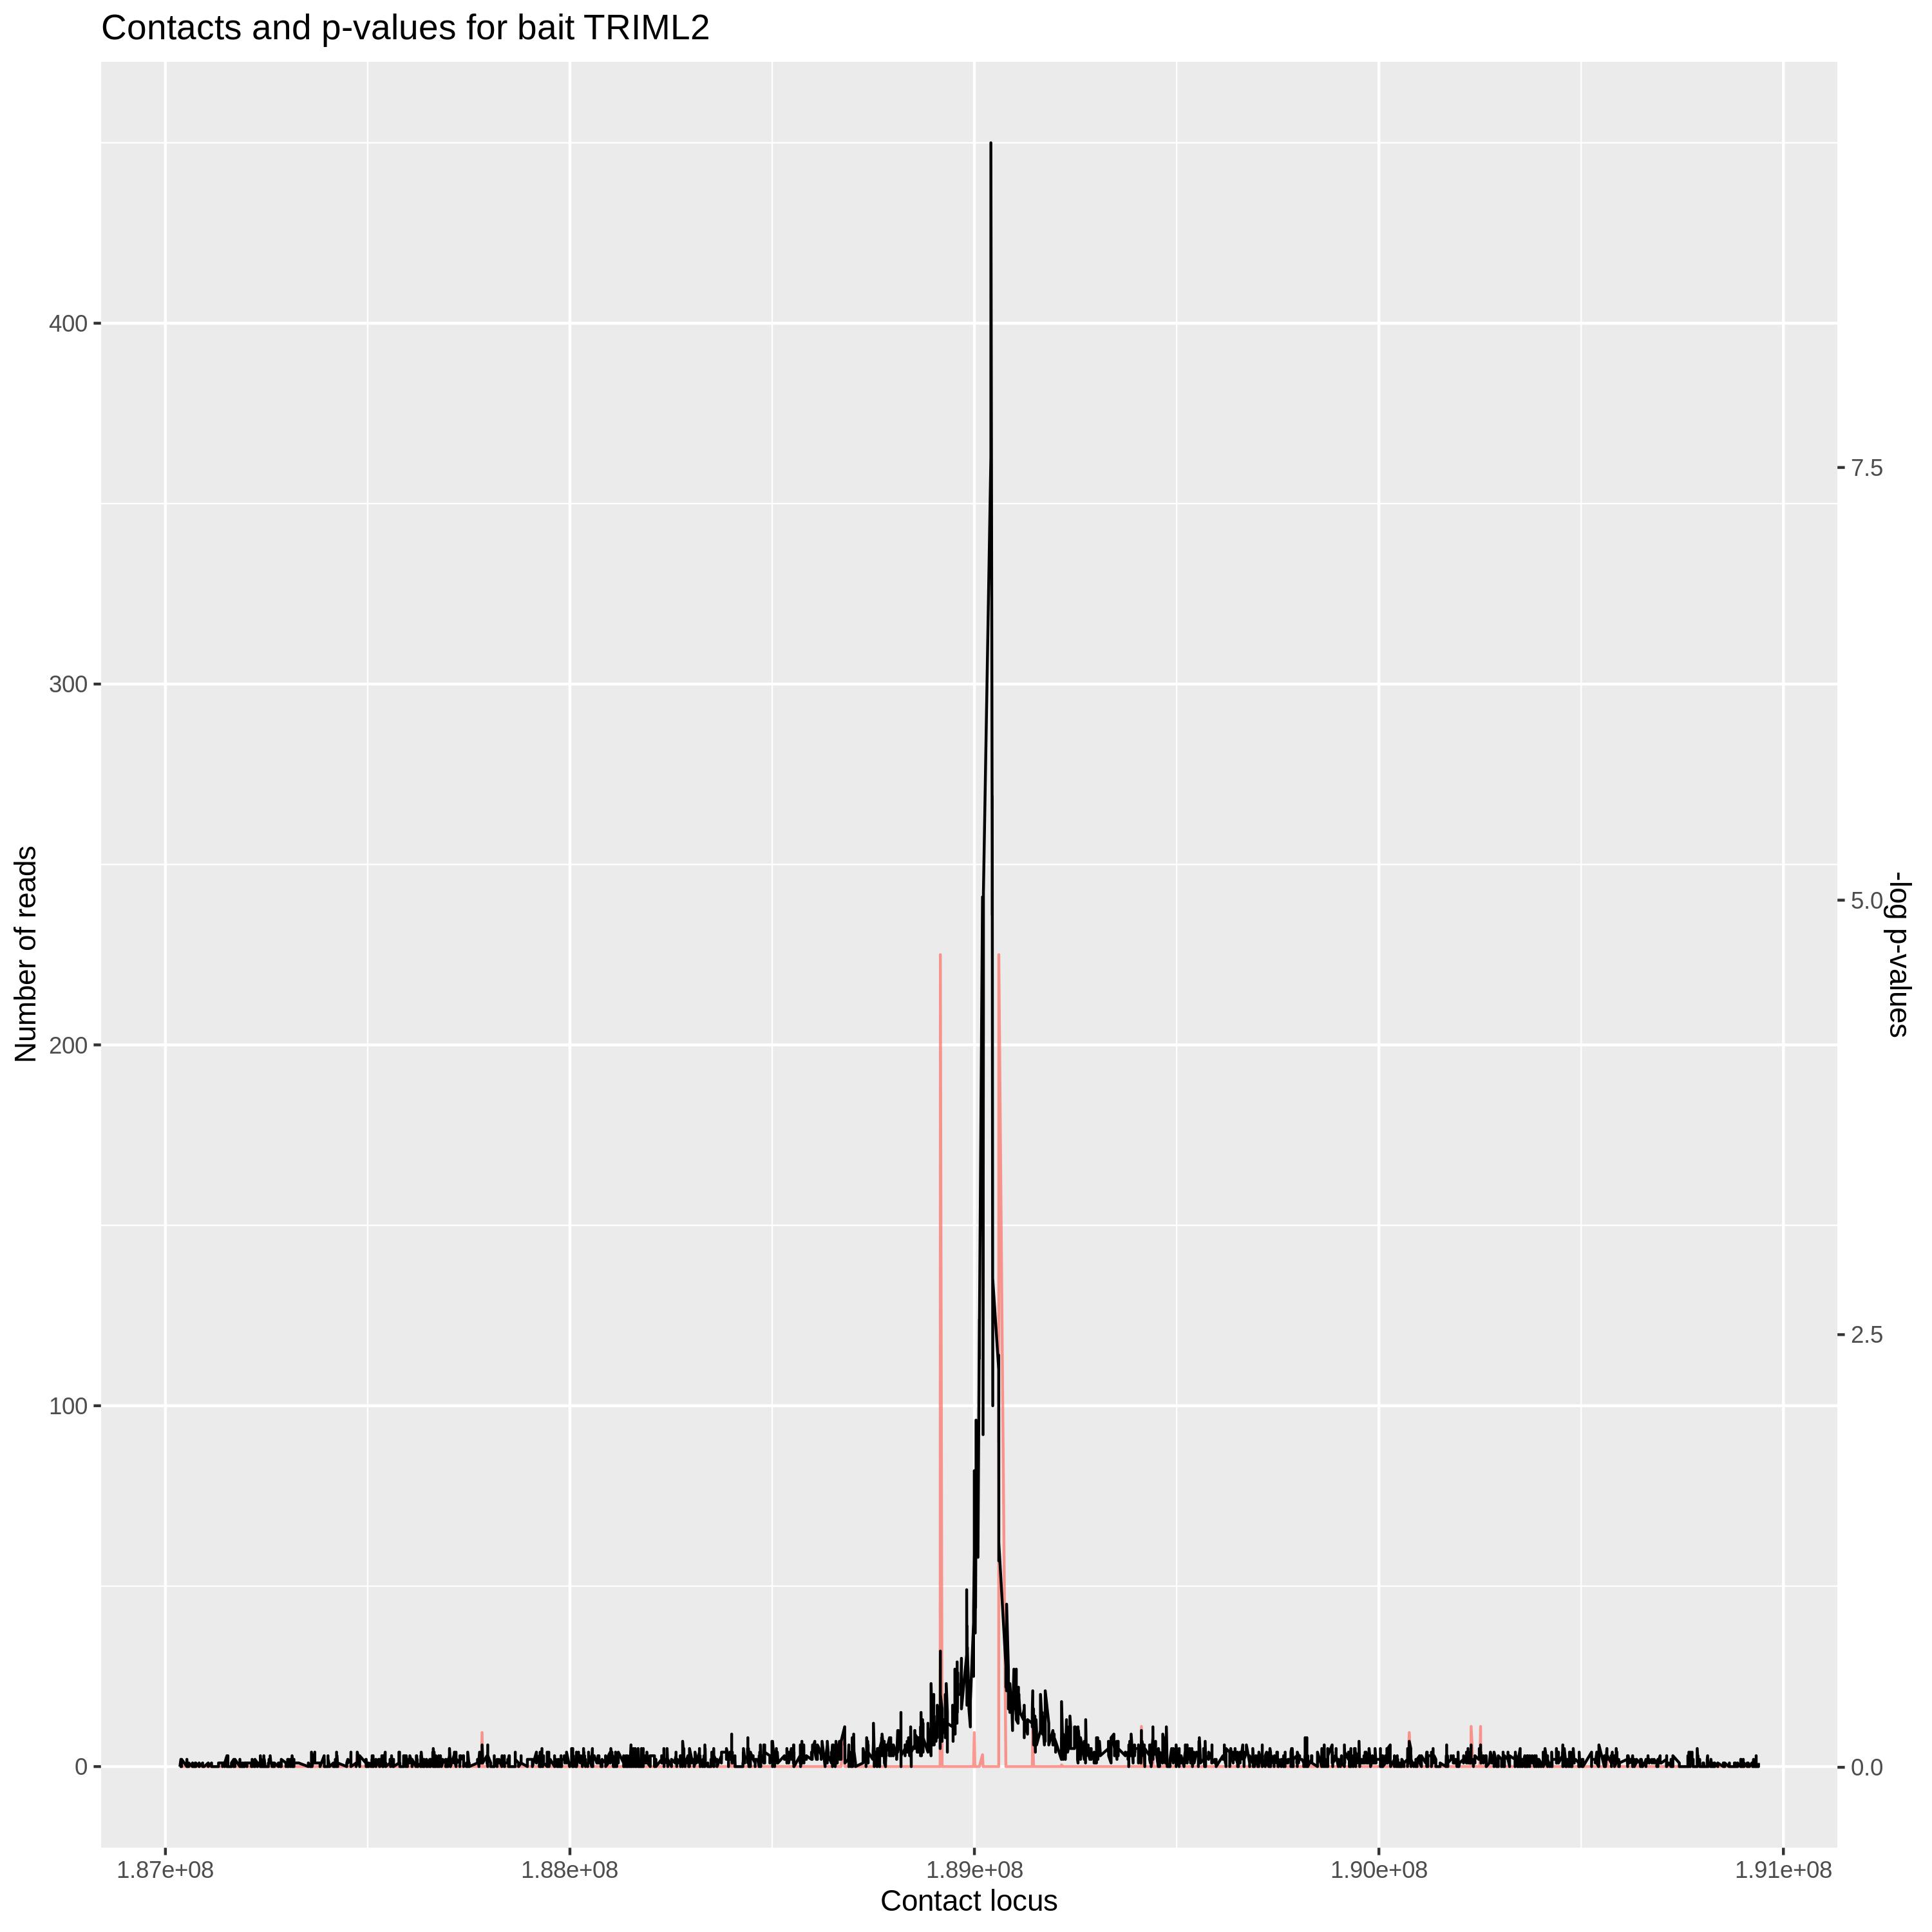 Contacts and p-values for bait TRIML2
400
300
200
100
0
Number of reads
7.5
5.0
2.5
0.0
-log p-values
1.87e+08
1.88e+08
1.89e+08
1.90e+08
1.91e+08
Contact locus